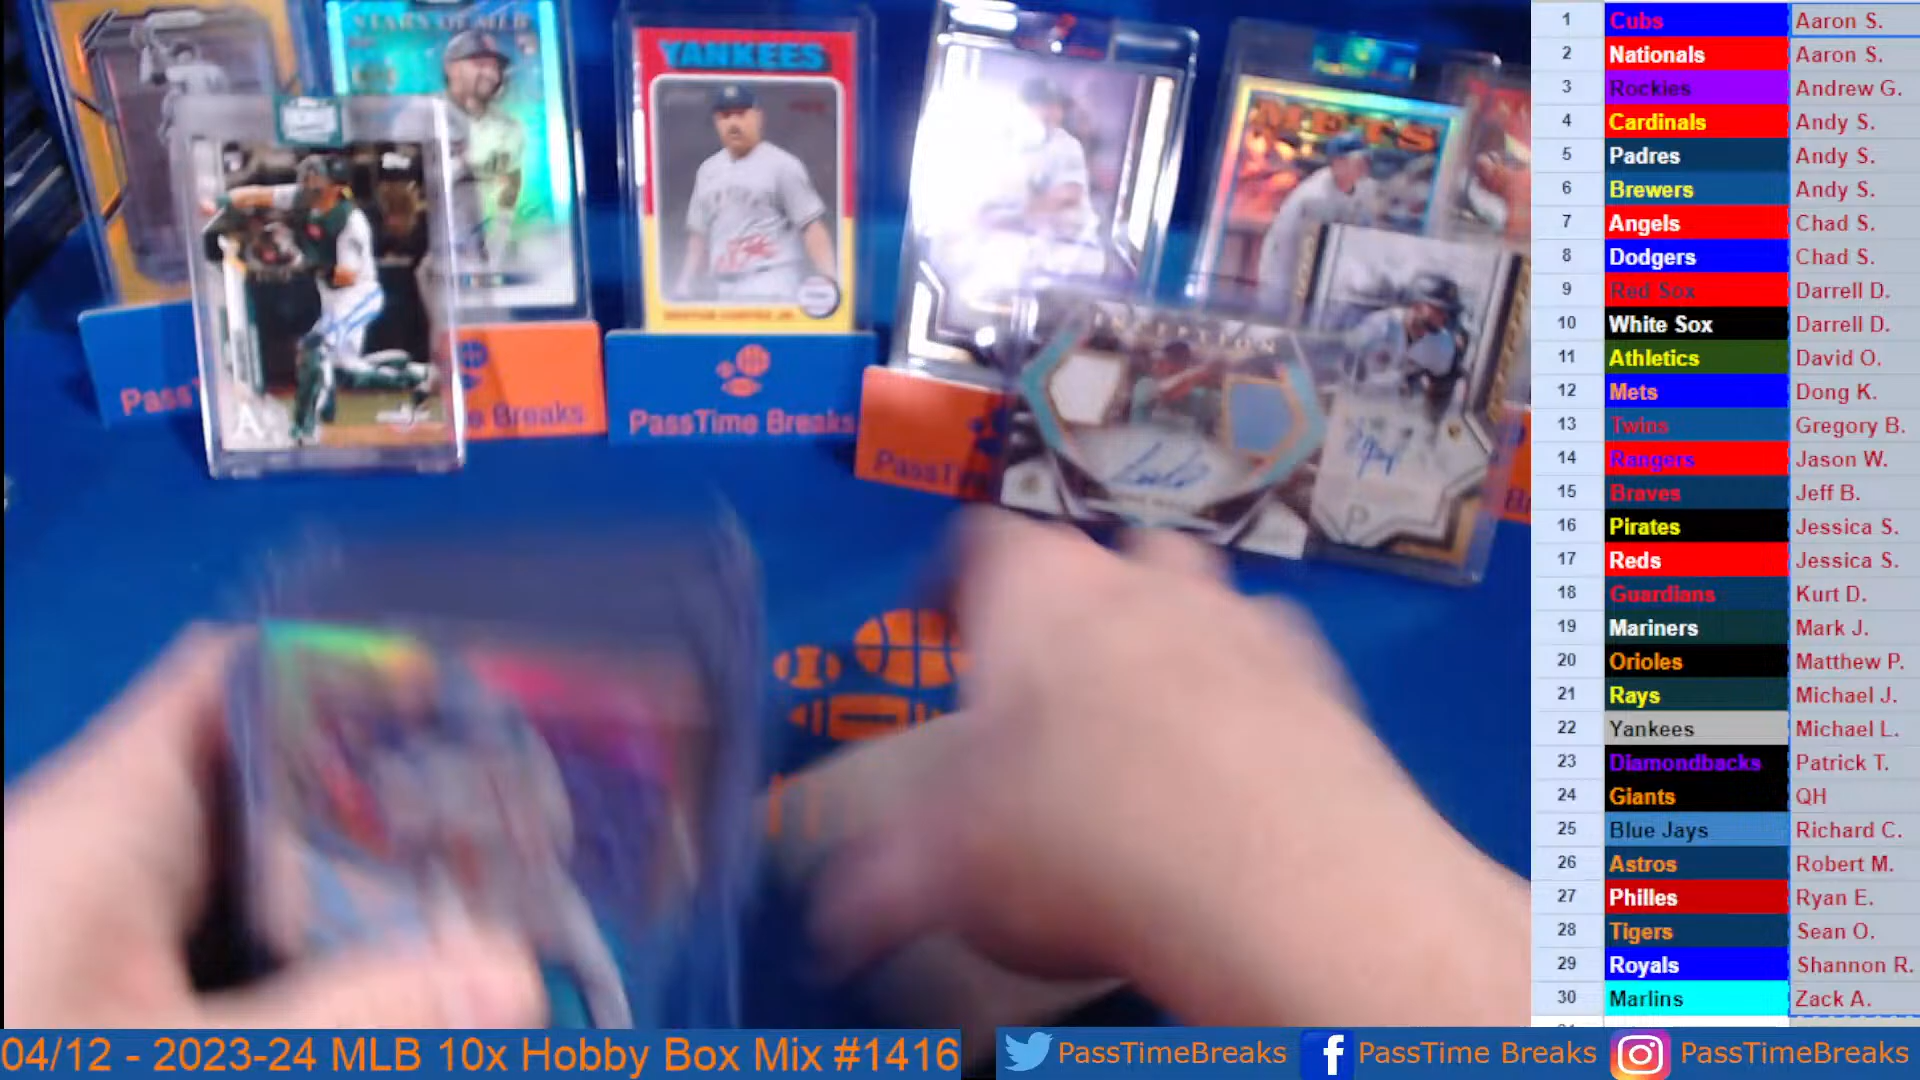 STARS OF MLB
YANKEES
METS
PassTime Breaks
1 Cubs Aaron S.
2 Nationals Aaron S.
3 Rockies Andrew G.
4 Cardinals Andy S.
5 Padres Andy S.
6 Brewers Andy S.
7 Angels Chad S.
8 Dodgers Chad S.
9 Red Sox Darrell D.
10 White Sox Darrell D.
11 Athletics David O.
12 Mets Dong K.
13 Twins Gregory B.
14 Rangers Jason W.
15 Braves Jeff B.
16 Pirates Jessica S.
17 Reds Jessica S.
18 Guardians Kurt D.
19 Mariners Mark J.
20 Orioles Matthew P.
21 Rays Michael J.
22 Yankees Michael L.
23 Diamondbacks Patrick T.
24 Giants QH
25 Blue Jays Richard C.
26 Astros Robert M.
27 Philles Ryan E.
28 Tigers Sean O.
29 Royals Shannon R.
30 Marlins Zack A.
04/12 - 2023-24 MLB 10x Hobby Box Mix #1416
PassTimeBreaks
PassTime Breaks
PassTimeBreaks